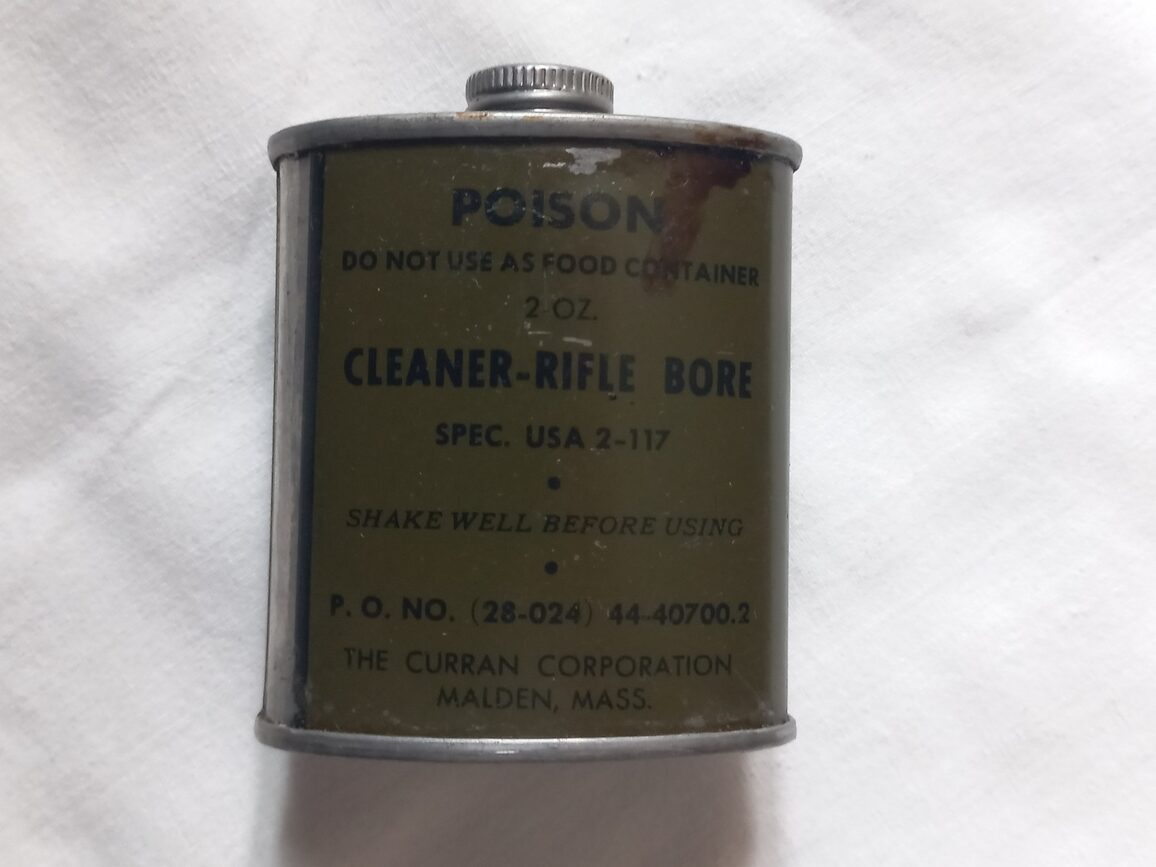 POISON
DO NOT USE AS FOOD CONTAINER
2 OZ.
CLEANER-RIFLE BORE
SPEC. USA 2-117
•
SHAKE WELL BEFORE USING
•
P. O. NO. (28-024) 44-40700.2
THE CURRAN CORPORATION
MALDEN, MASS.